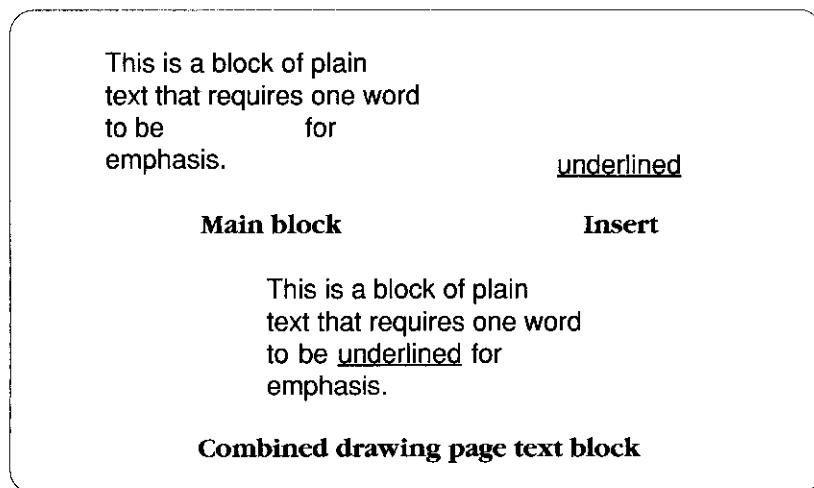 This is a block of plain
text that requires one word
to be for
emphasis.
underlined
Main block
Insert
This is a block of plain
text that requires one word
to be underlined for
emphasis.
Combined drawing page text block